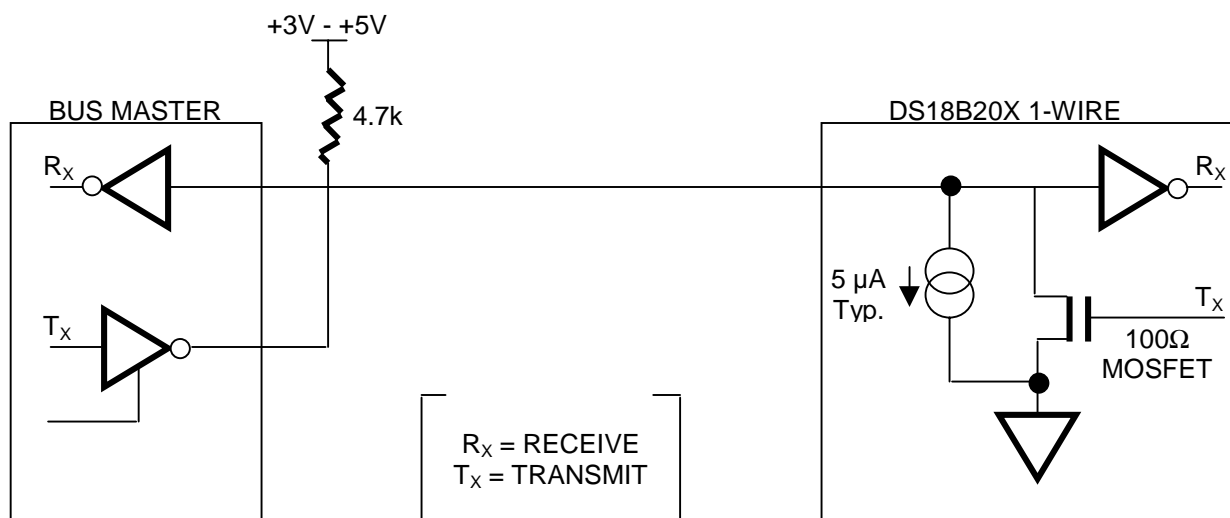 +3V - +5V
4.7k
BUS MASTER
DS18B20X 1-WIRE
RX
RX
5 µA
Typ.
TX
TX
100Ω
MOSFET
RX = RECEIVE
TX = TRANSMIT